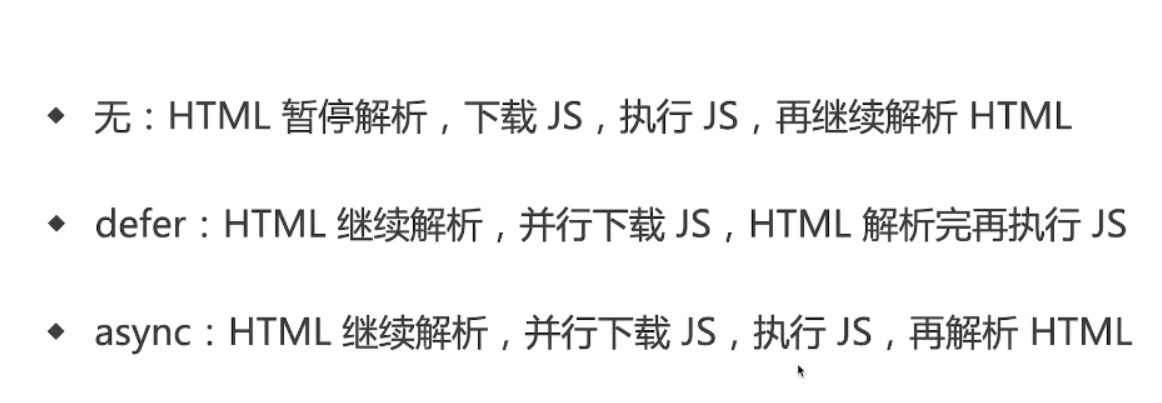 ◆ 无：HTML 暂停解析，下载 JS，执行 JS，再继续解析 HTML
◆ defer：HTML 继续解析，并行下载 JS，HTML 解析完再执行 JS
◆ async：HTML 继续解析，并行下载 JS，执行 JS，再解析 HTML